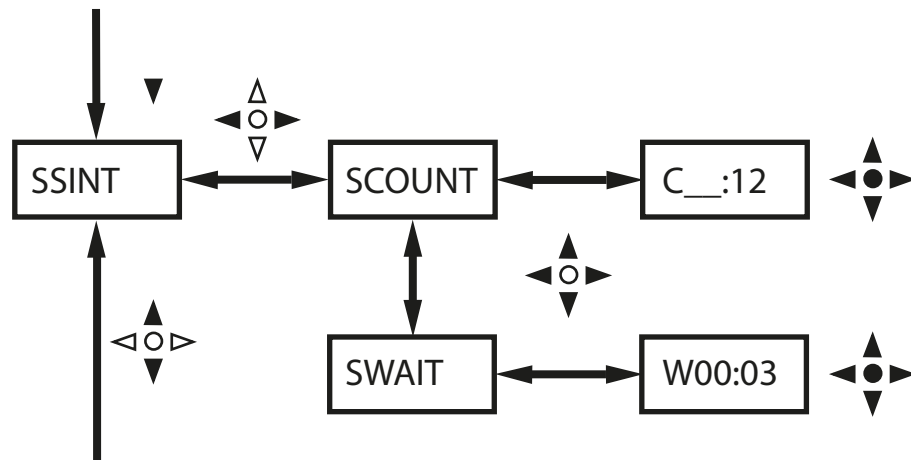 SSINT
SCOUNT
C__:12
SWAIT
W00:03